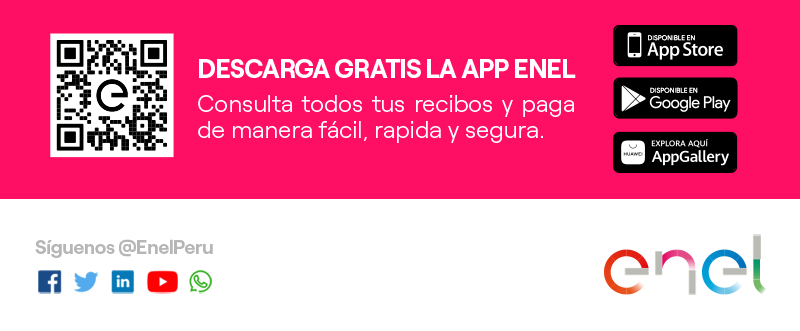 e
DESCARGA GRATIS LA APP ENEL
Consulta todos tus recibos y paga
de manera fácil, rapida y segura.
DISPONIBLE EN
App Store
DISPONIBLE EN
Google Play
EXPLORA AQUÍ
HUAWEI
AppGallery
Síguenos @EnelPeru
enel